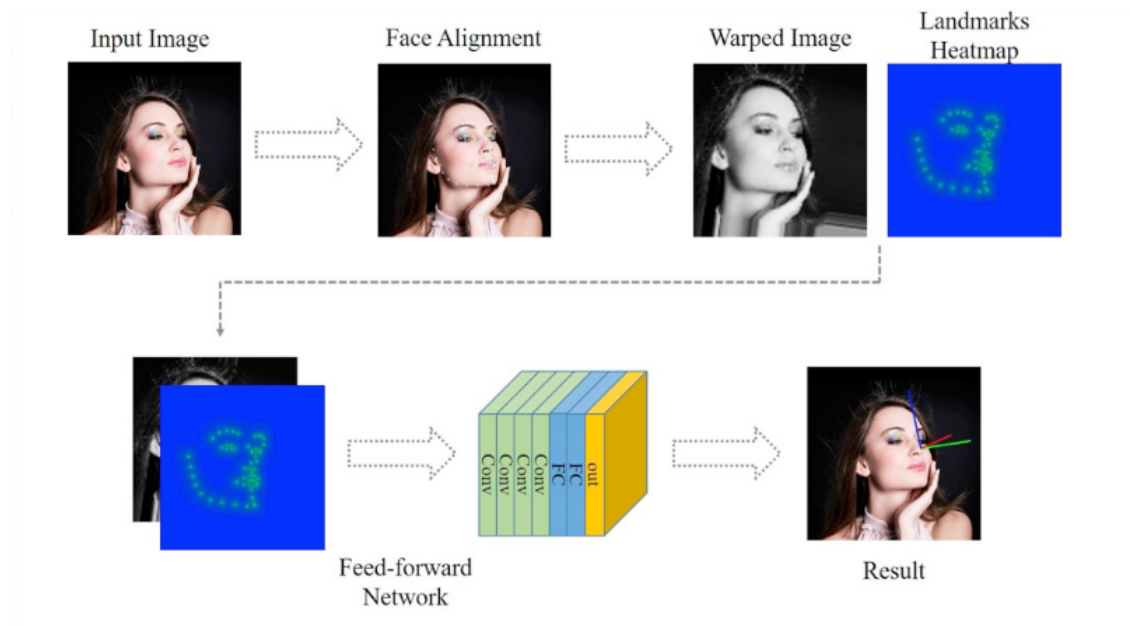 Input Image
Face Alignment
Warped Image
Landmarks
Heatmap
Conv
Conv
Conv
Conv
FC
FC
out
Feed-forward
Network
Result